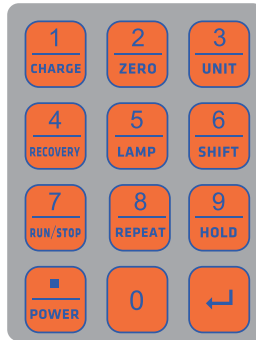 1 2 3
CHARGE ZERO UNIT
4 5 6
RECOVERY LAMP SHIFT
7 8 9
RUN/STOP REPEAT HOLD
.
POWER 0 ↵